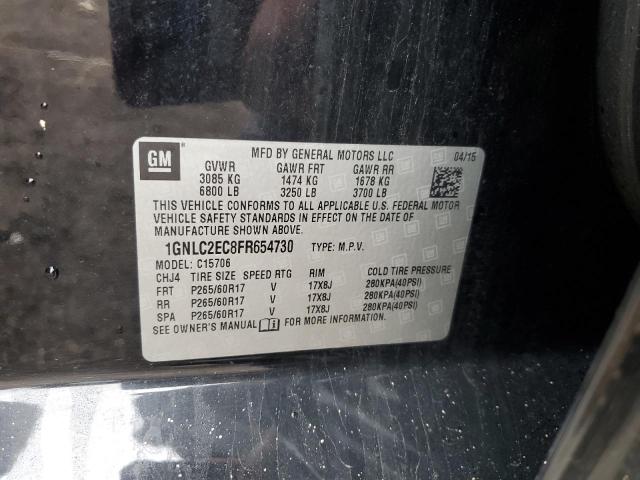 GM
MFD BY GENERAL MOTORS LLC 04/15
GVWR GAWR FRT GAWR RR
3085 KG 1474 KG 1678 KG
6800 LB 3250 LB 3700 LB
THIS VEHICLE CONFORMS TO ALL APPLICABLE U.S. FEDERAL MOTOR
VEHICLE SAFETY STANDARDS IN EFFECT ON THE DATE OF
MANUFACTURE SHOWN ABOVE.
1GNLC2EC8FR654730 TYPE: M.P.V.
MODEL: C15706
CHJ4 TIRE SIZE SPEED RTG RIM COLD TIRE PRESSURE
FRT P265/60R17 V 17X8J 280KPA(40PSI)
RR P265/60R17 V 17X8J 280KPA(40PSI)
SPA P265/60R17 V 17X8J 280KPA(40PSI)
SEE OWNER'S MANUAL FOR MORE INFORMATION.